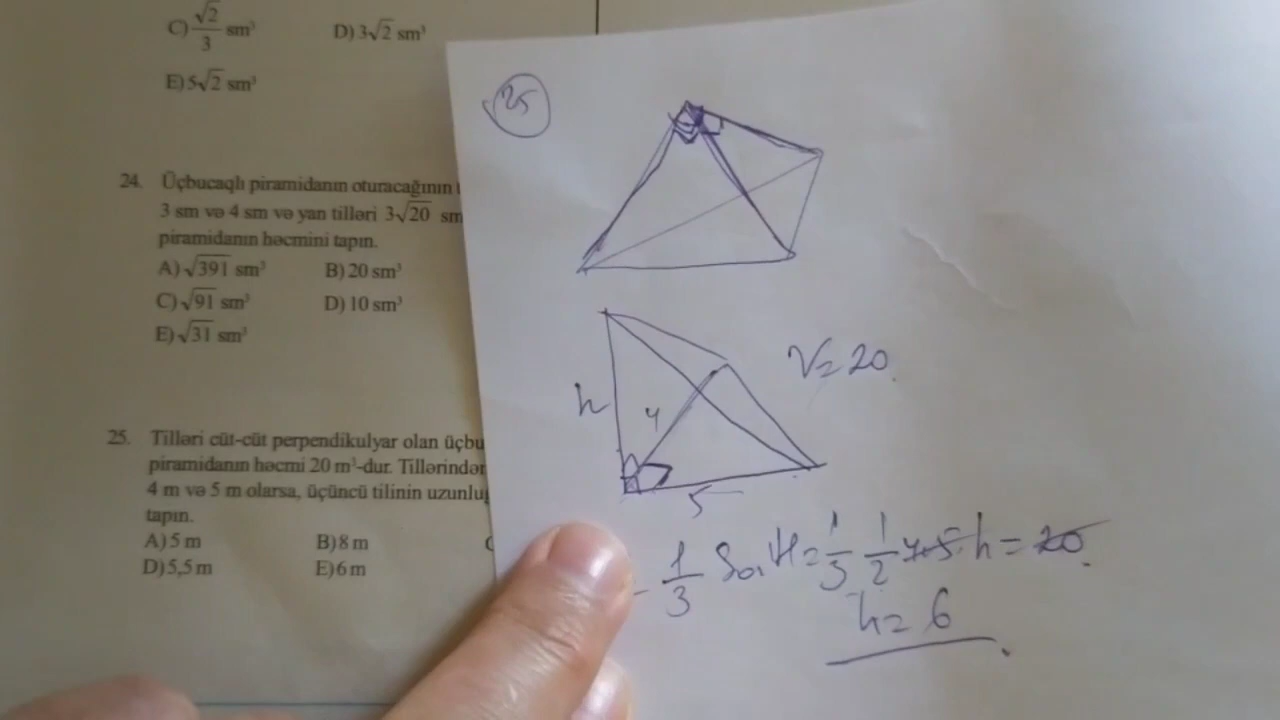 C) √2/3 sm³ D) 3√2 sm³
E) 5√2 sm³
24. Üçbucaqlı piramidanın oturacağının
3 sm və 4 sm və yan tilləri 3√20 sm
piramidanın həcmini tapın.
A) √391 sm³ B) 20 sm³
C) √91 sm³ D) 10 sm³
E) √31 sm³
25. Tilləri cüt-cüt perpendikulyar olan üçbu
piramidanın həcmi 20 m³-dur. Tillərindən
4 m və 5 m olarsa, üçüncü tilinin uzunlu
tapın.
A) 5 m B) 8 m
D) 5,5 m E) 6 m
25
h 4 5
V=20.
1/3 So.H = 1/3 1/2 4·5·h = 20.
h = 6.